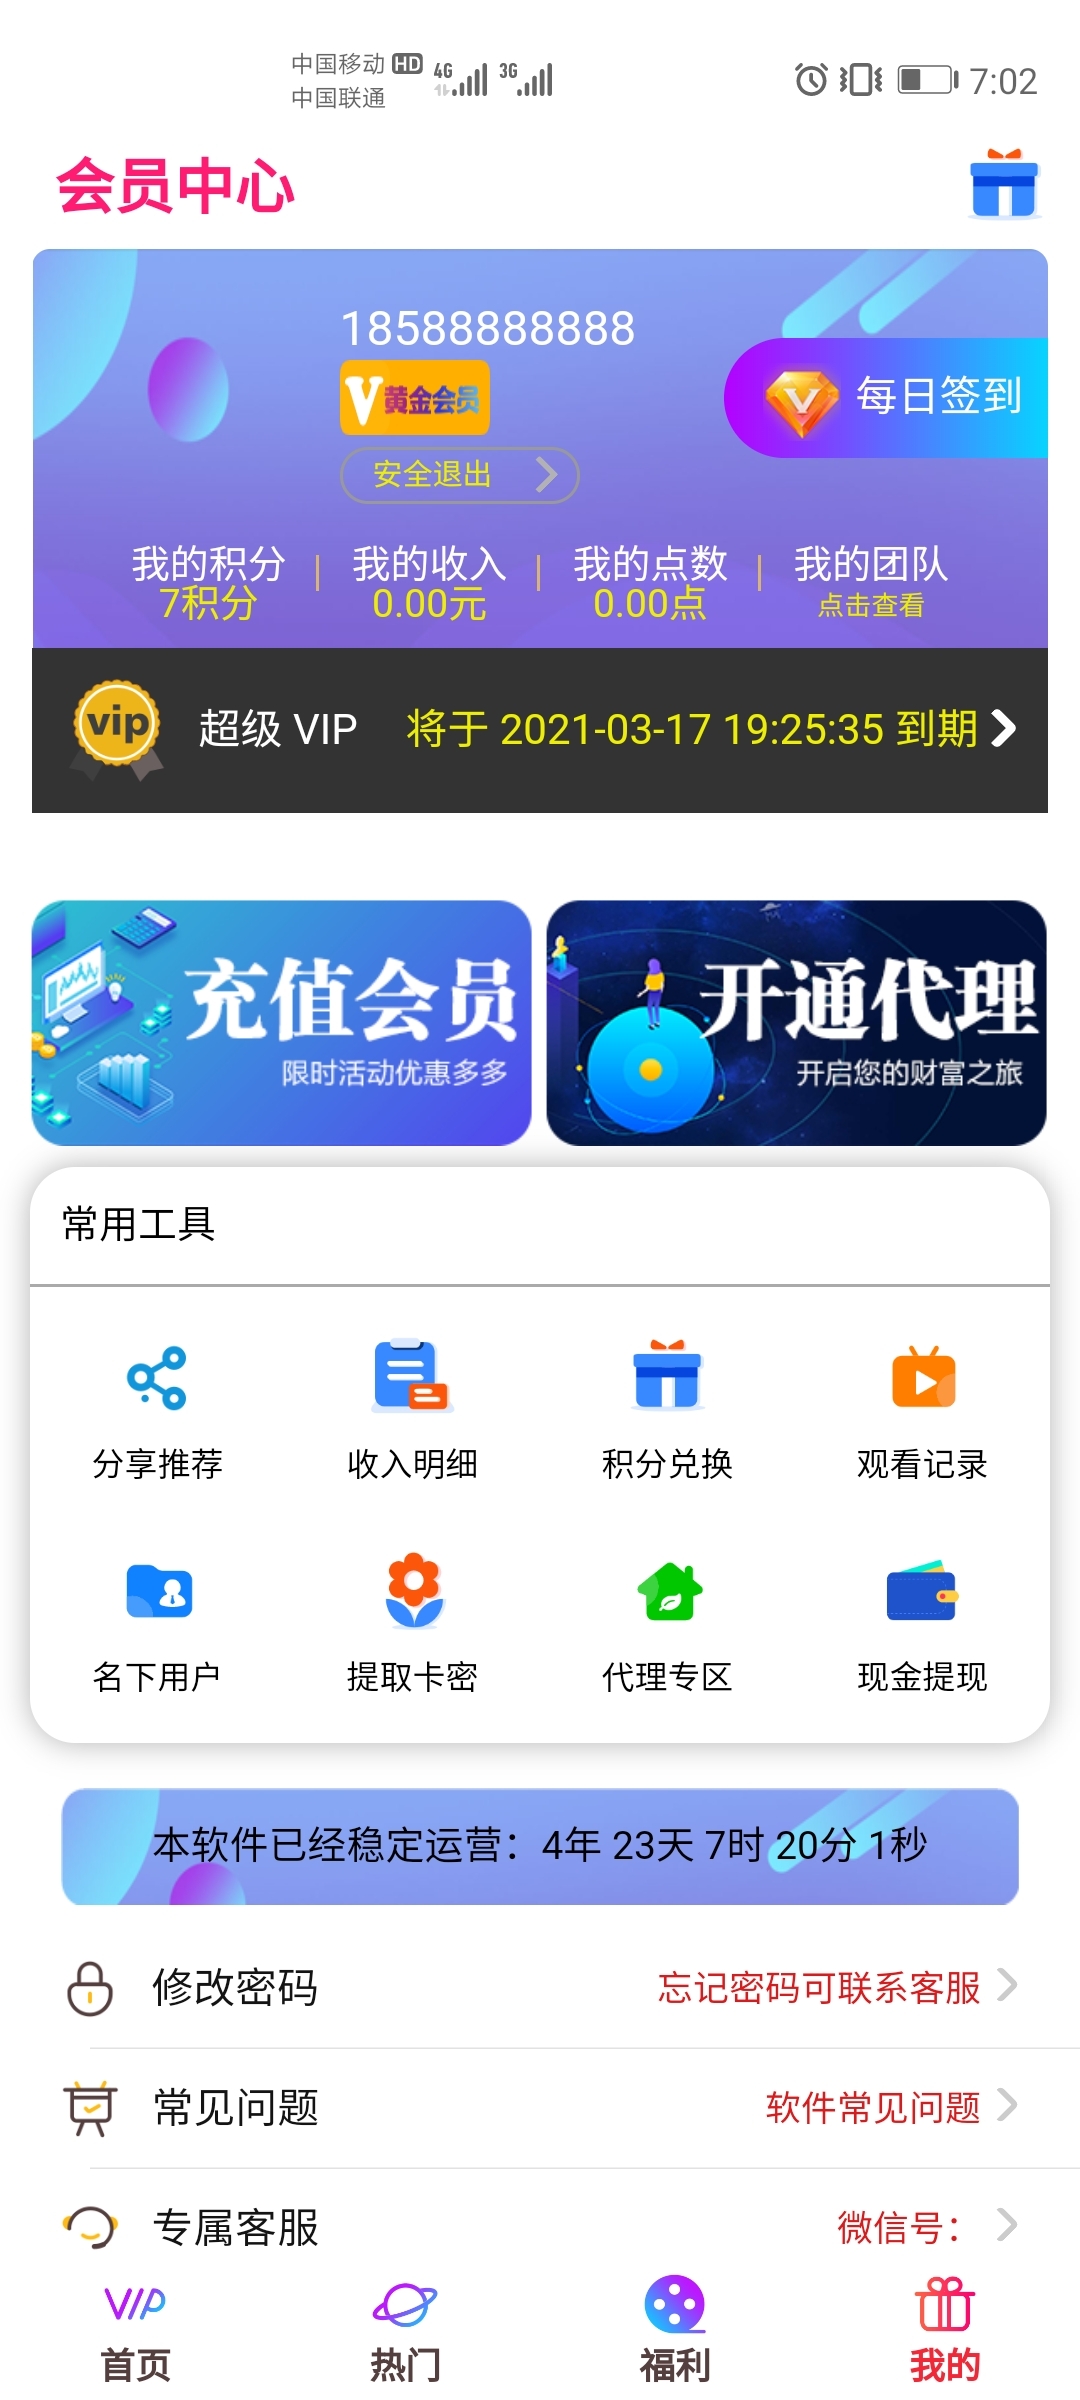 中国移动 HD 4G 3G 7:02
中国联通
会员中心
18588888888
V黄金会员
每日签到
安全退出
我的积分 我的收入 我的点数 我的团队
7积分 0.00元 0.00点 点击查看
vip 超级 VIP 将于 2021-03-17 19:25:35 到期
充值会员 开通代理
限时活动优惠多多 开启您的财富之旅
常用工具
分享推荐 收入明细 积分兑换 观看记录
名下用户 提取卡密 代理专区 现金提现
本软件已经稳定运营：4年 23天 7时 20分 1秒
修改密码 忘记密码可联系客服
常见问题 软件常见问题
专属客服 微信号：
VIP
首页 热门 福利 我的